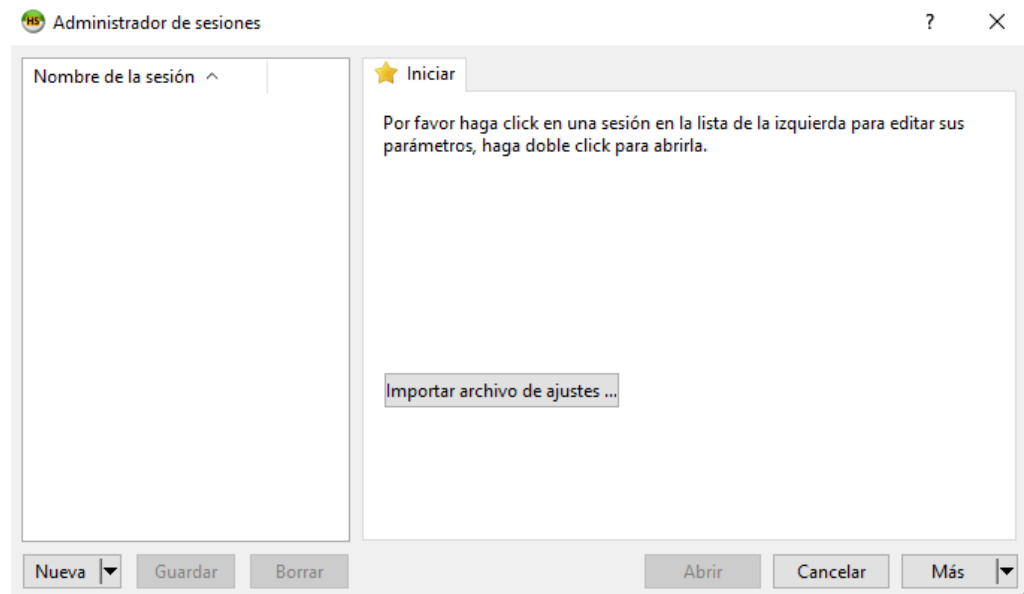 HS Administrador de sesiones ?
Nombre de la sesión
Iniciar
Por favor haga click en una sesión en la lista de la izquierda para editar sus
parámetros, haga doble click para abrirla.
Importar archivo de ajustes ...
Nueva Guardar Borrar Abrir Cancelar Más